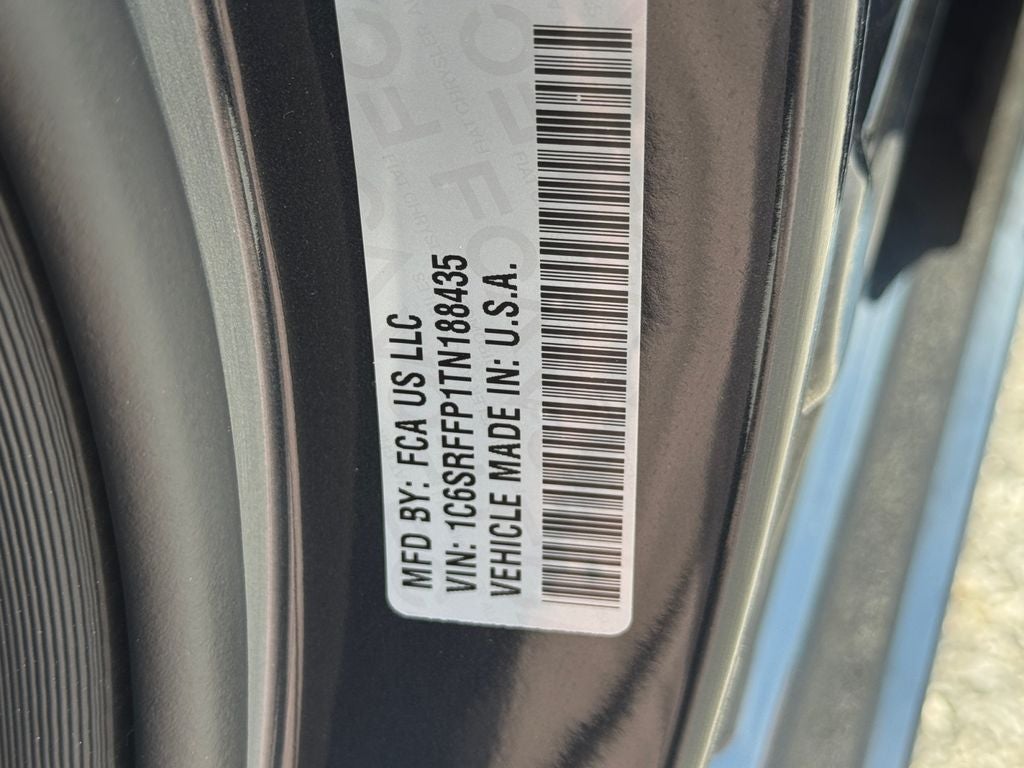 MFD BY: FCA US LLC
VIN: 1C6SRFFP1TN188435
VEHICLE MADE IN: U.S.A.